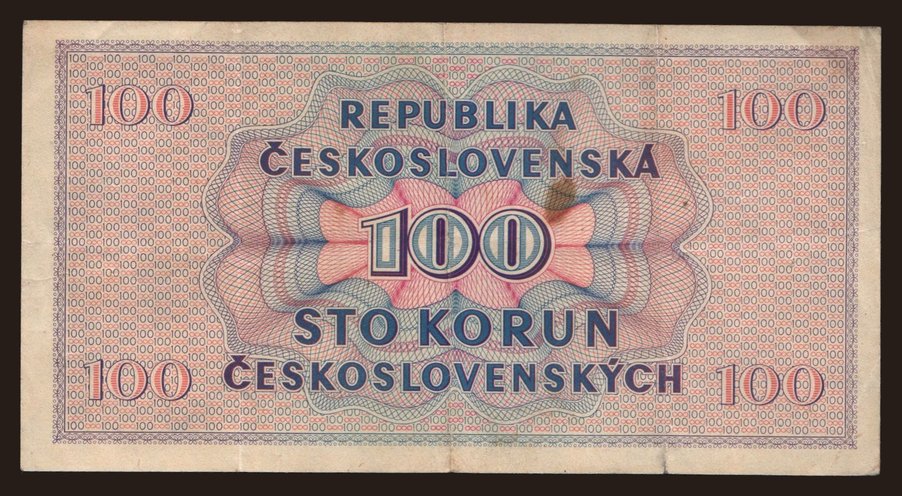 100 100
REPUBLIKA
ČESKOSLOVENSKÁ
100
STO KORUN
ČESKOSLOVENSKÝCH
100 100